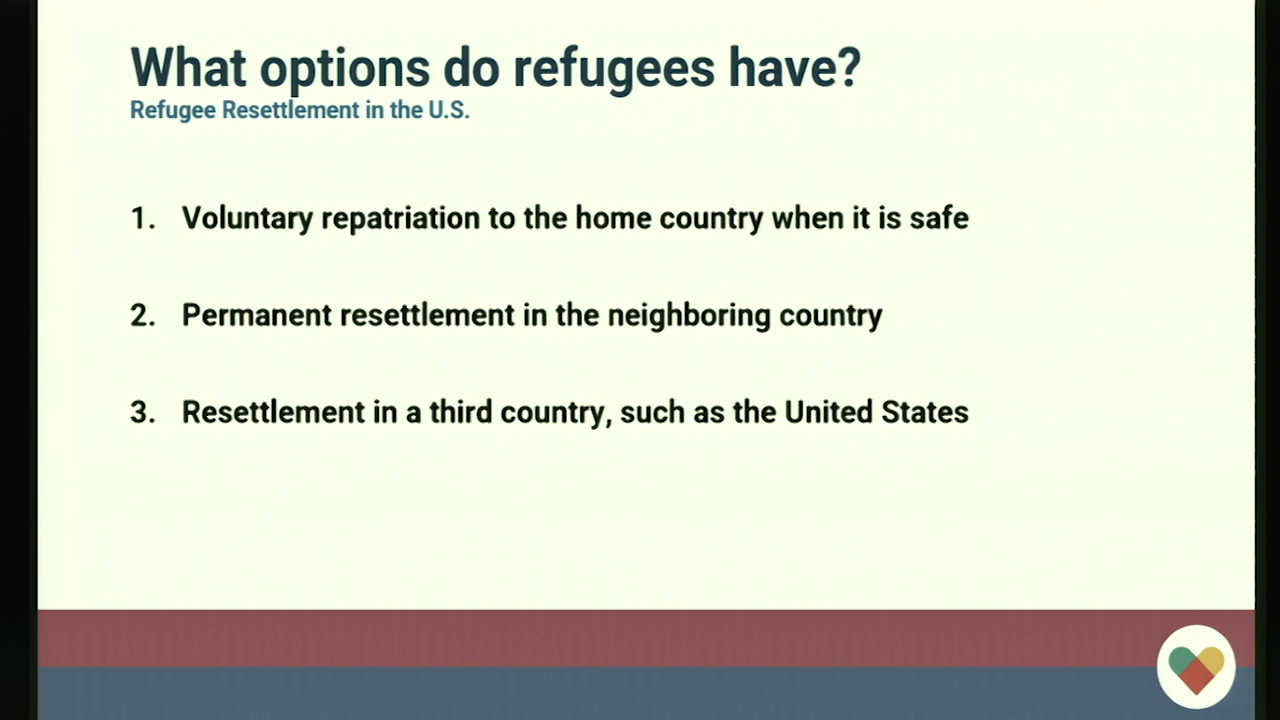 What options do refugees have?
Refugee Resettlement in the U.S.
1. Voluntary repatriation to the home country when it is safe
2. Permanent resettlement in the neighboring country
3. Resettlement in a third country, such as the United States